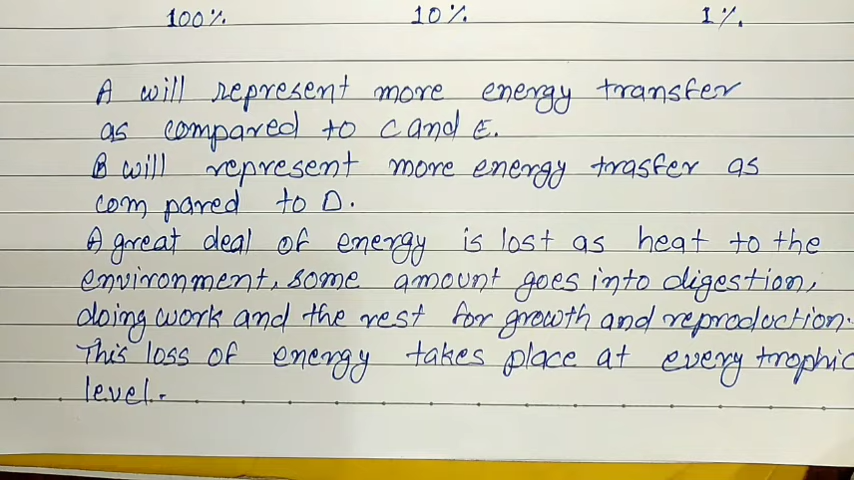 100% 10% 1%
A will represent more energy transfer
as compared to C and E.
B will represent more energy trasfer as
com pared to D.
A great deal of energy is lost as heat to the
environment, some amount goes into digestion,
doing work and the rest for growth and reproduction.
This loss of energy takes place at every trophic
level.